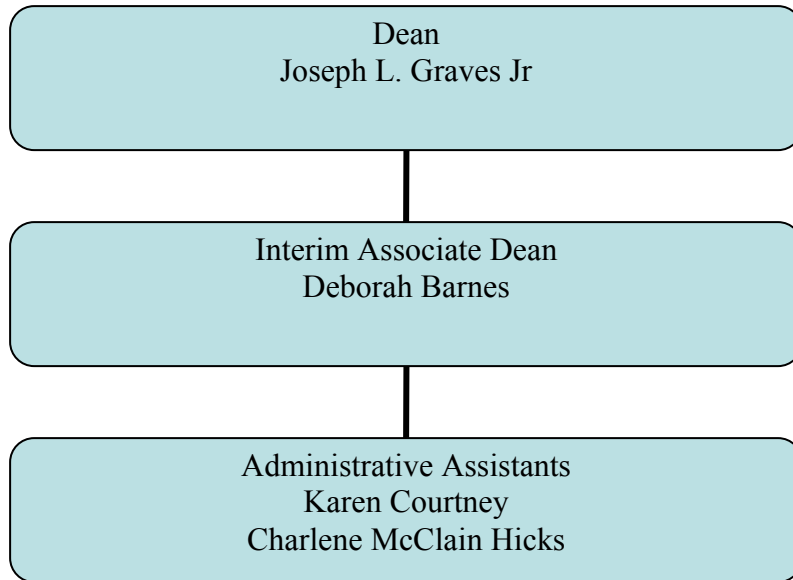 Dean
Joseph L. Graves Jr
Interim Associate Dean
Deborah Barnes
Administrative Assistants
Karen Courtney
Charlene McClain Hicks